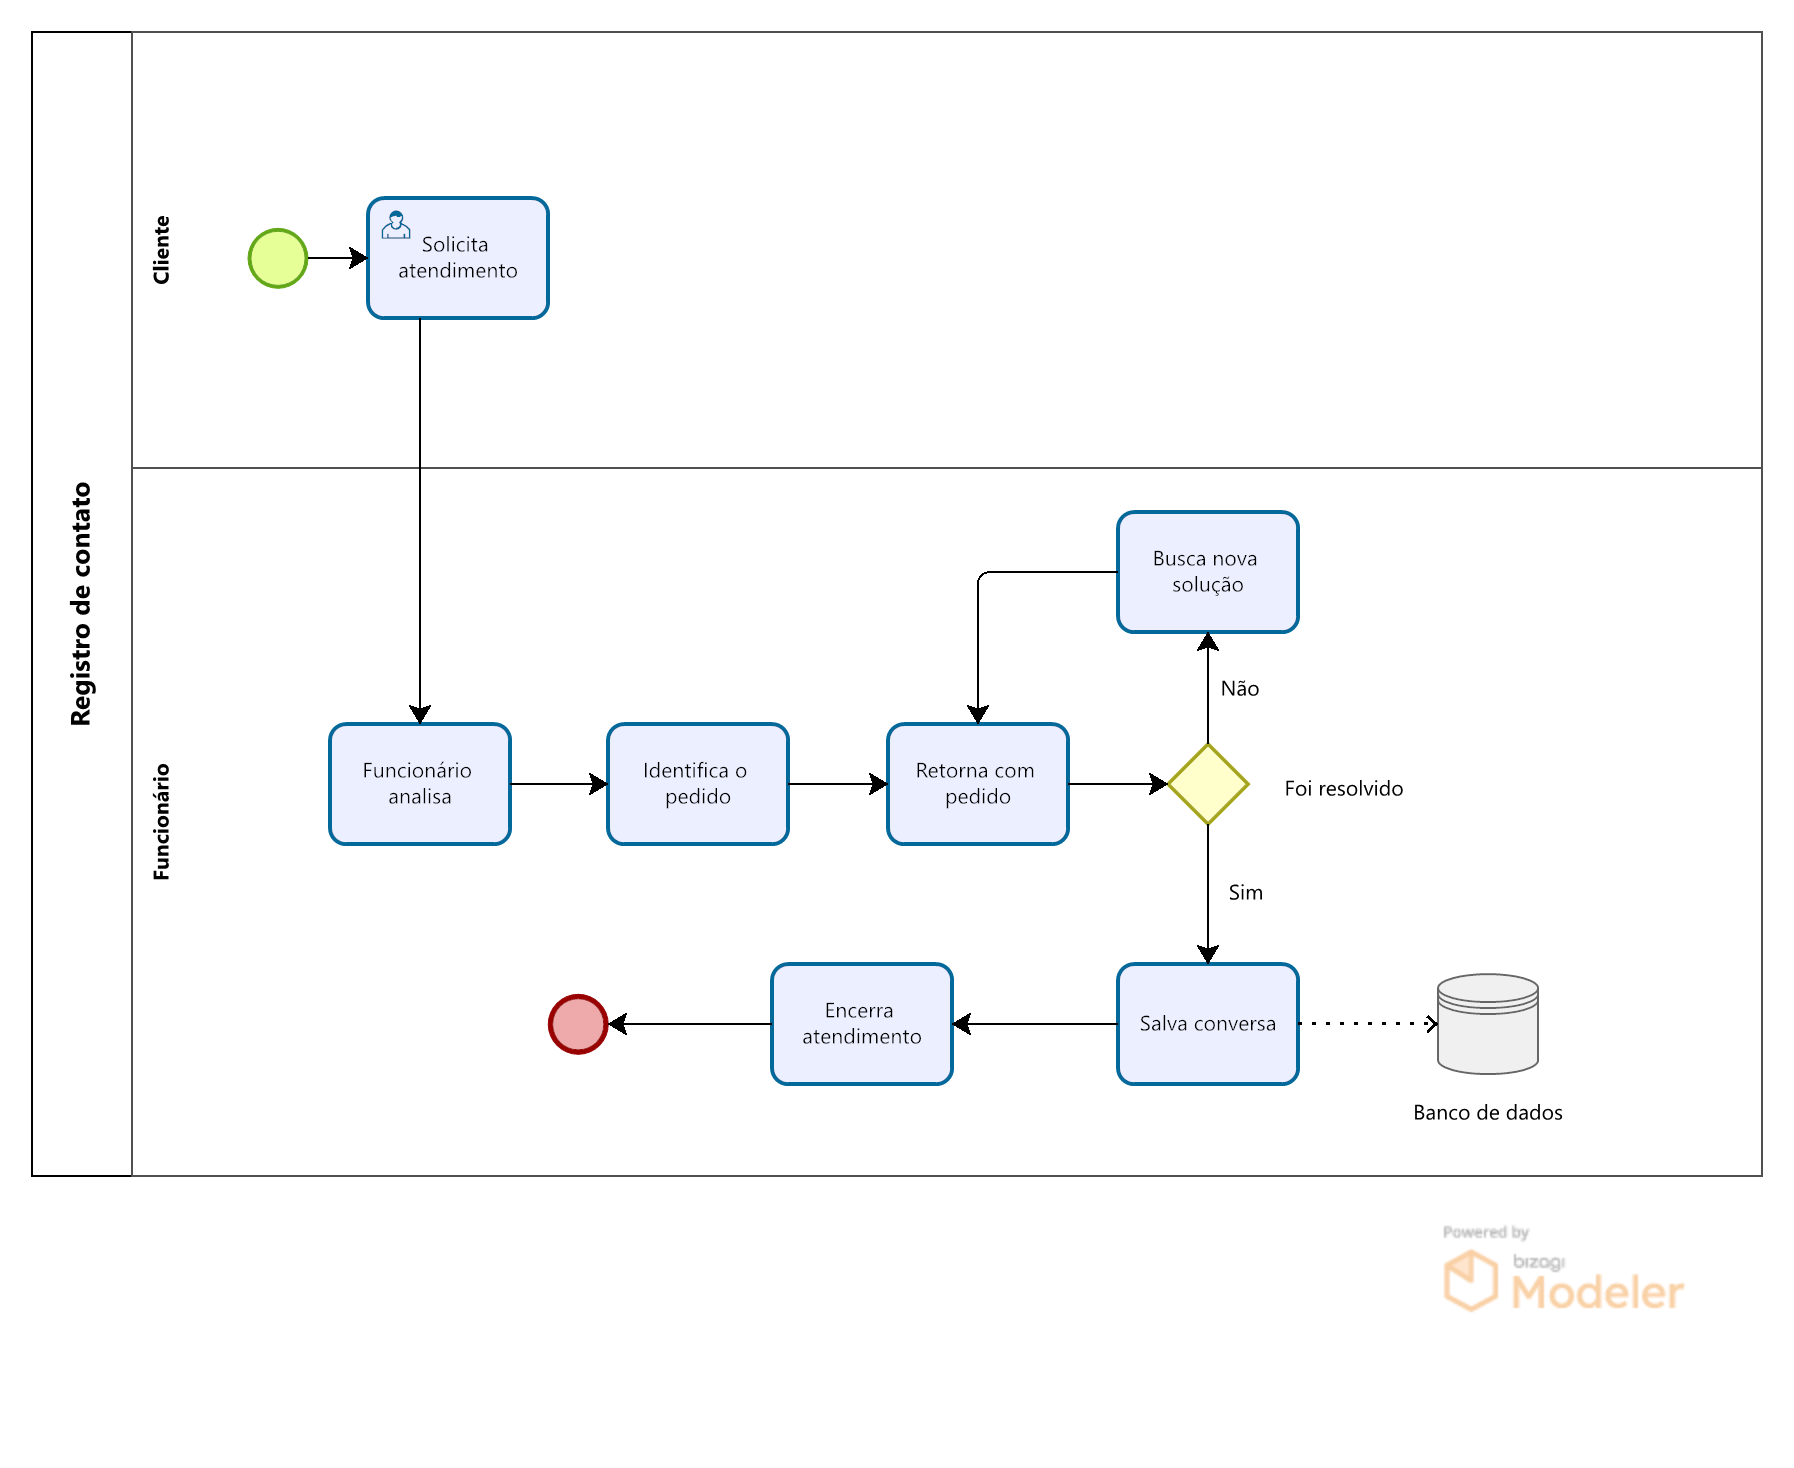 Registro de contato
Cliente
Solicita
atendimento
Funcionário
Busca nova
solução
Não
Funcionário
analisa
Identifica o
pedido
Retorna com
pedido
Foi resolvido
Sim
Encerra
atendimento
Salva conversa
Banco de dados
Powered by
bizagi
Modeler